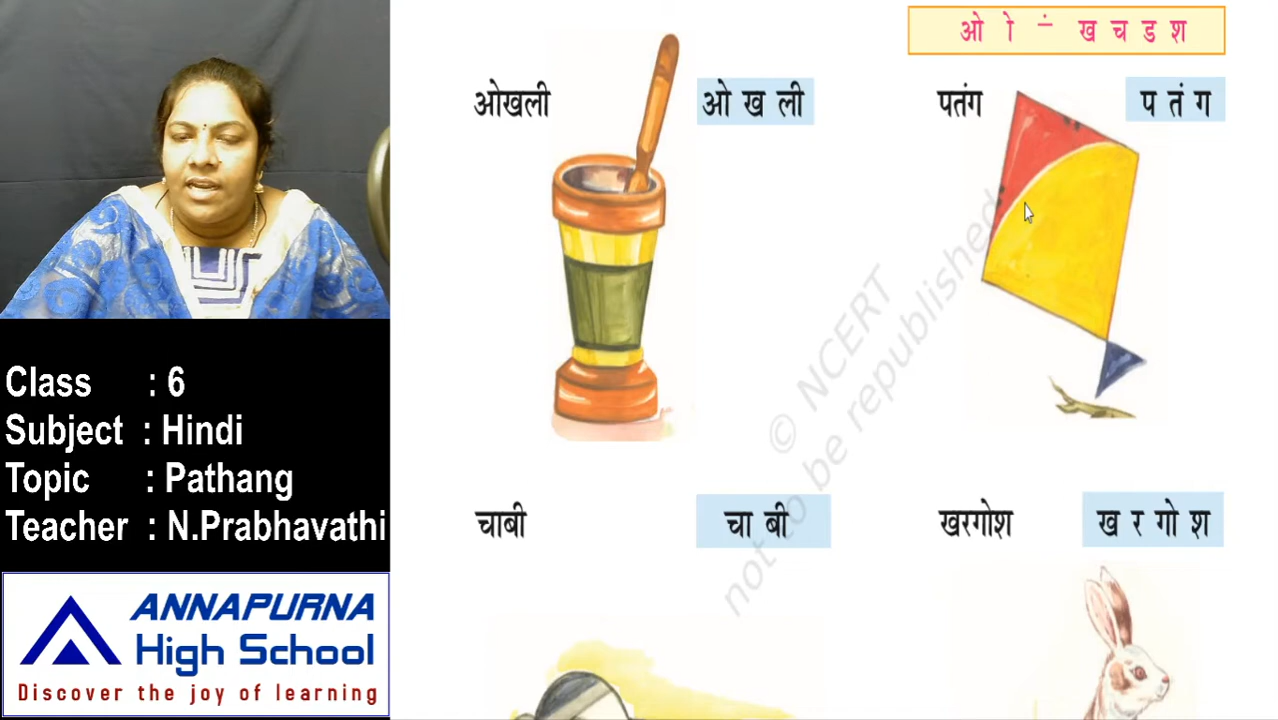 ओ ो ं ख च ड श
ओखली ओ ख ली
पतंग प तं ग
© NCERT
not to be republished
चाबी चा बी
खरगोश ख र गो श
Class : 6
Subject : Hindi
Topic : Pathang
Teacher : N.Prabhavathi
ANNAPURNA
High School
Discover the joy of learning